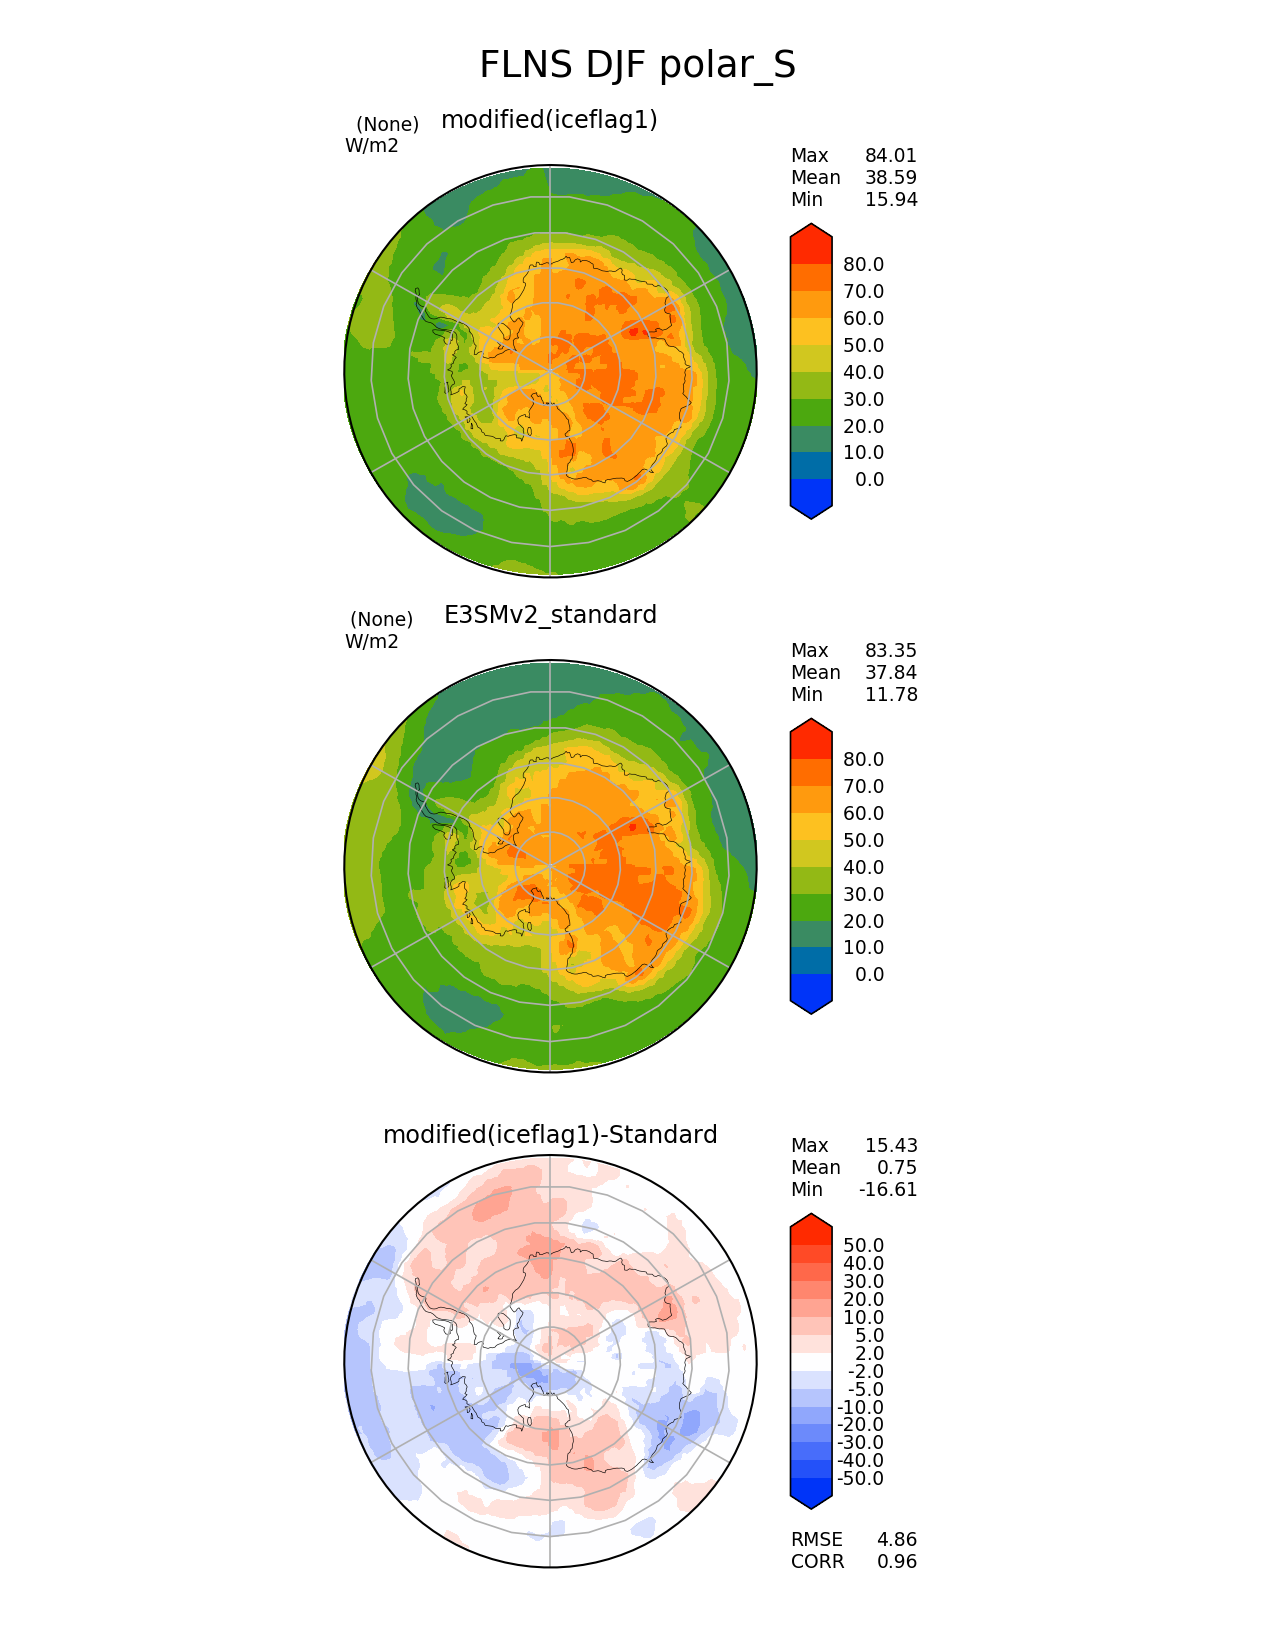 FLNS DJF polar_S
(None)
modified(iceflag1)
W/m2
Max 84.01
Mean 38.59
Min 15.94
80.0
70.0
60.0
50.0
40.0
30.0
20.0
10.0
0.0
(None)
E3SMv2_standard
W/m2
Max 83.35
Mean 37.84
Min 11.78
80.0
70.0
60.0
50.0
40.0
30.0
20.0
10.0
0.0
modified(iceflag1)-Standard
Max 15.43
Mean 0.75
Min -16.61
50.0
40.0
30.0
20.0
10.0
5.0
2.0
-2.0
-5.0
-10.0
-20.0
-30.0
-40.0
-50.0
RMSE 4.86
CORR 0.96